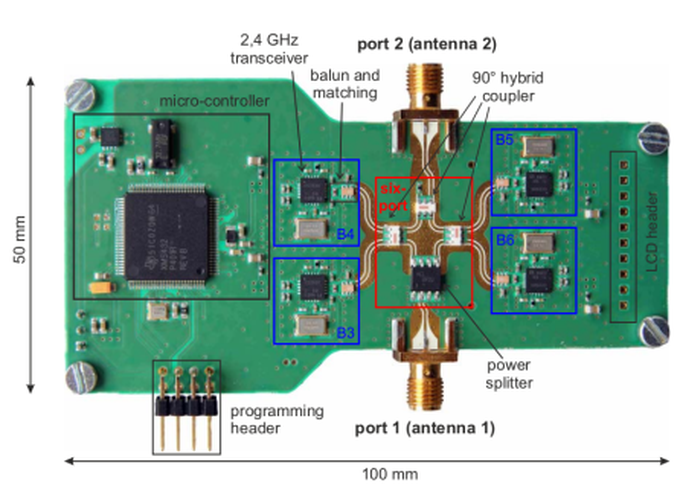 2,4 GHz
transceiver
port 2 (antenna 2)
balun and
matching
90° hybrid
coupler
micro-controller
B5
six-
port
B4
B6
B3
LCD header
50 mm
power
splitter
programming
header
port 1 (antenna 1)
100 mm